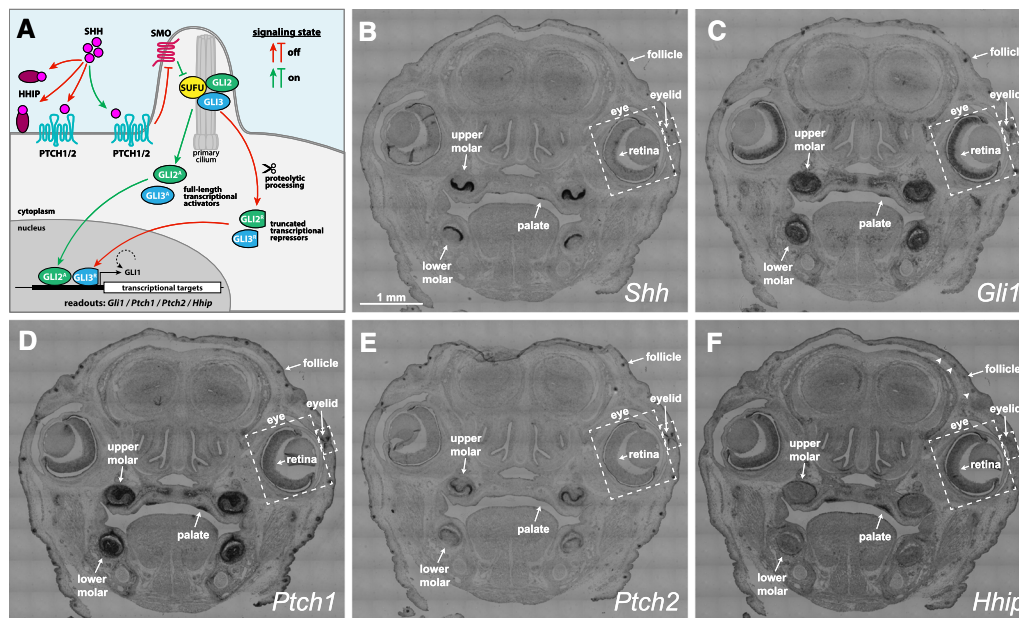 A
SHH
SMO
signaling state
off
on
HHIP
SUFU
GLI2
GLI3
PTCH1/2
PTCH1/2
primary
cilium
proteolytic
processing
GLI2A
GLI3A
full-length
transcriptional
activators
GLI2R
GLI3R
truncated
transcriptional
repressors
cytoplasm
nucleus
GLI2A
GLI3R
GLI1
transcriptional targets
readouts: Gli1 / Ptch1 / Ptch2 / Hhip
B
follicle
eyelid
eye
upper
molar
retina
palate
lower
molar
1 mm
Shh
C
follicle
eyelid
eye
upper
molar
retina
palate
lower
molar
Gli1
D
follicle
eyelid
eye
upper
molar
retina
palate
lower
molar
Ptch1
E
follicle
eyelid
eye
upper
molar
retina
palate
lower
molar
Ptch2
F
follicle
eyelid
eye
upper
molar
retina
palate
lower
molar
Hhip